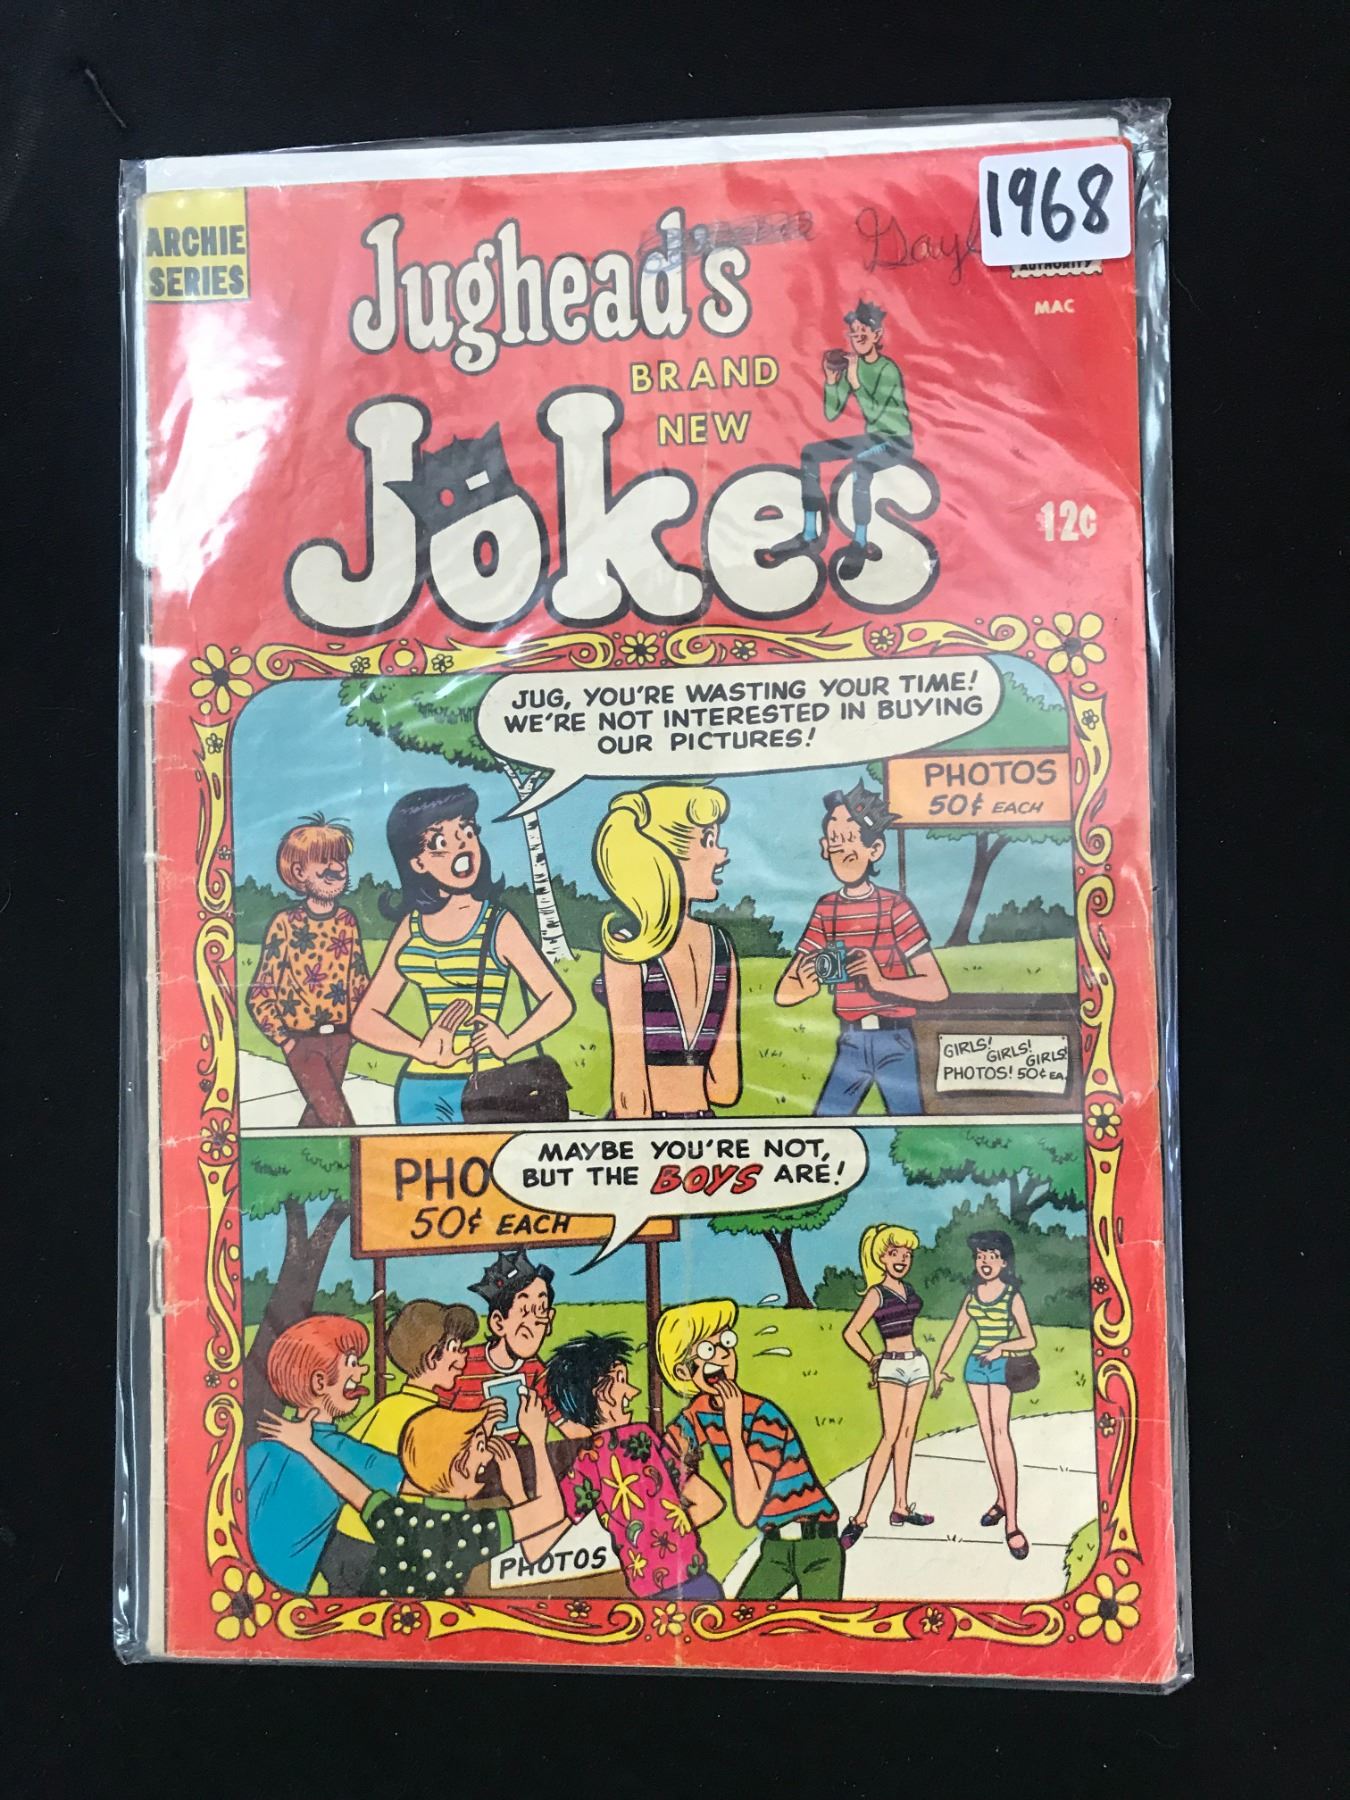 1968
ARCHIE
SERIES
AUTHORITY
MAC
Jughead's
BRAND
NEW
Jokes
12¢
JUG, YOU'RE WASTING YOUR TIME!
WE'RE NOT INTERESTED IN BUYING
OUR PICTURES!
PHOTOS
50¢ EACH
GIRLS! GIRLS! GIRLS!
PHOTOS! 50¢ EA.
MAYBE YOU'RE NOT,
BUT THE BOYS ARE!
PHO
50¢ EACH
PHOTOS